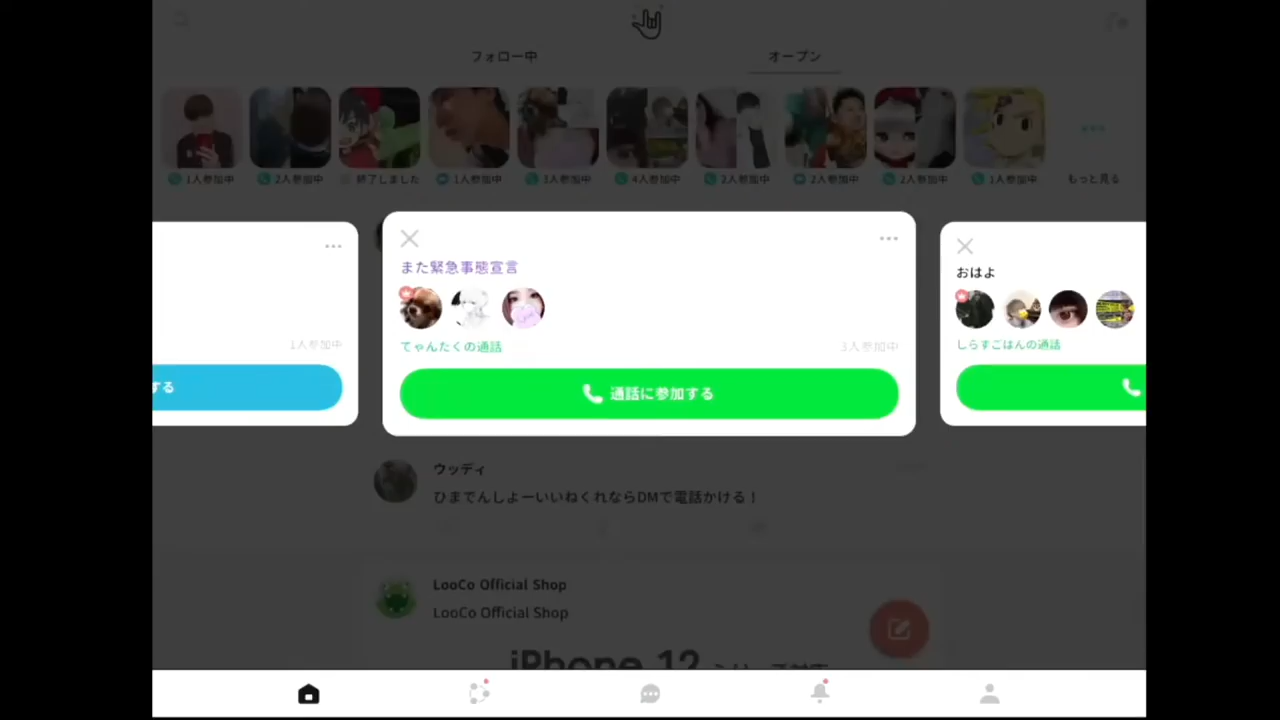 フォロー中
オープン
1人参加中
2人参加中
終了しました
1人参加中
3人参加中
4人参加中
2人参加中
2人参加中
2人参加中
1人参加中
もっと見る
1人参加中
する
また緊急事態宣言
てゃんたくの通話
3人参加中
通話に参加する
おはよ
しらすごはんの通話
ウッディ
ひまでんしよーいいねくれならDMで電話かける！
LooCo Official Shop
LooCo Official Shop
iPhone 12